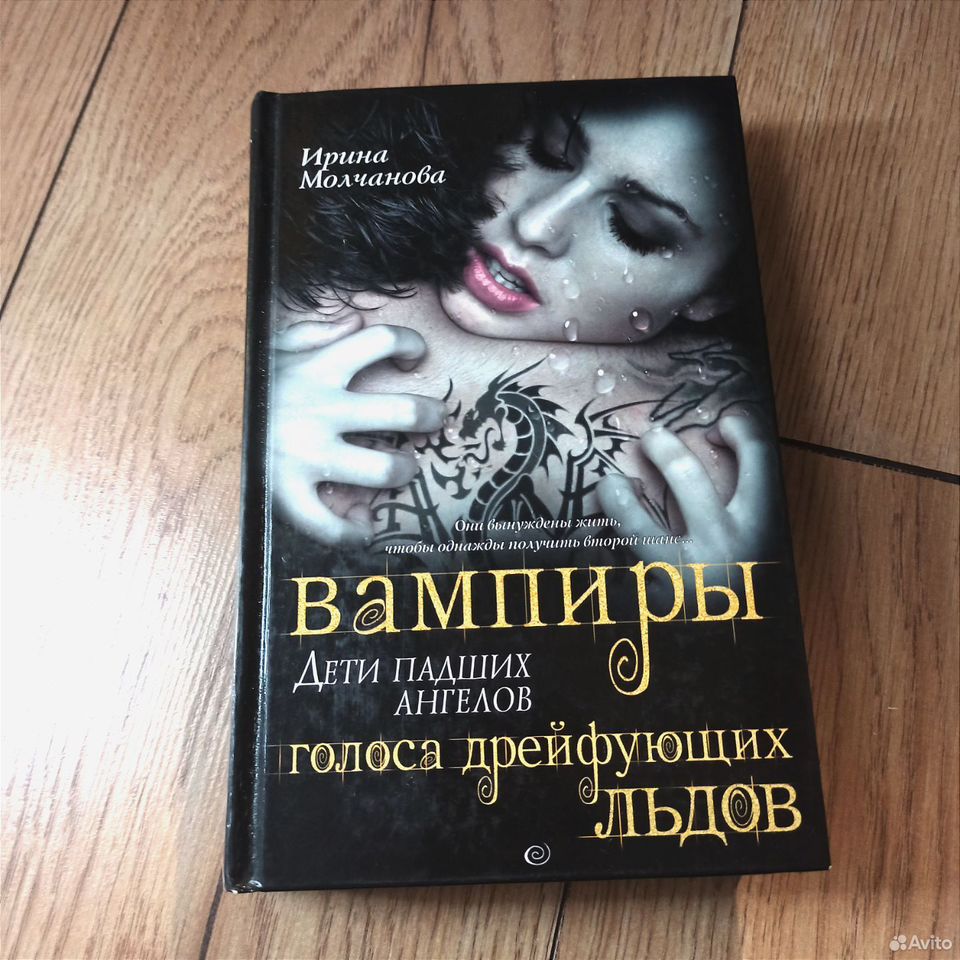 Ирина
Молчанова
Они вынуждены жить,
чтобы однажды получить второй шанс...
Вампиры
Дети падших
ангелов
голоса дрейфующих
льдов
Avito